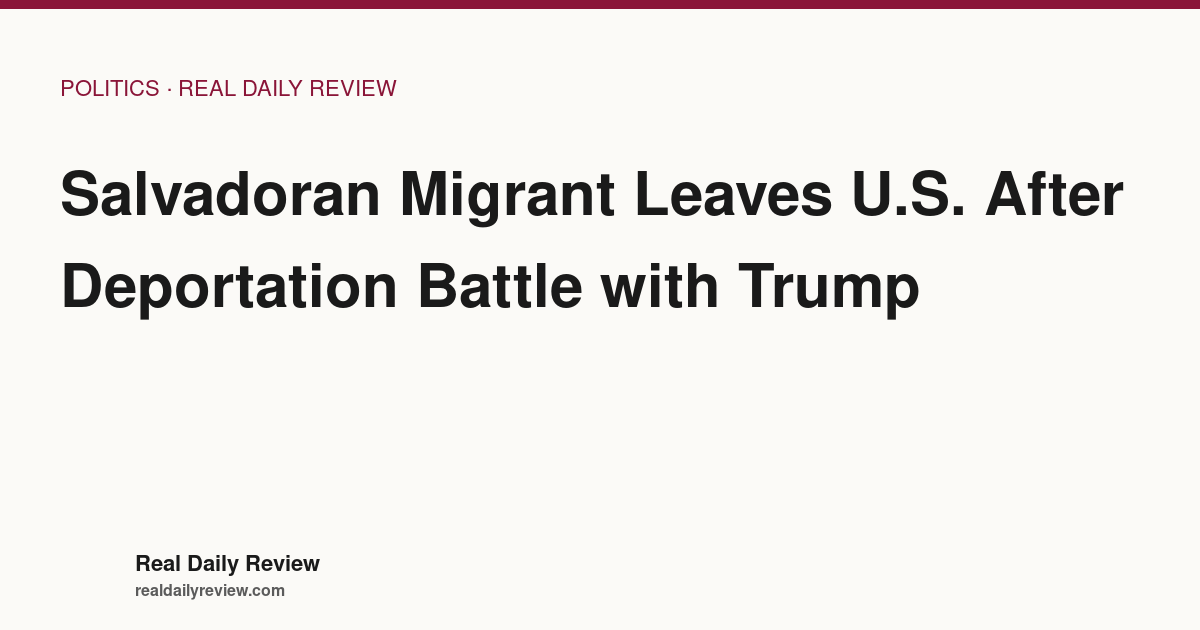 POLITICS · REAL DAILY REVIEW
Salvadoran Migrant Leaves U.S. After
Deportation Battle with Trump
Real Daily Review
realdailyreview.com